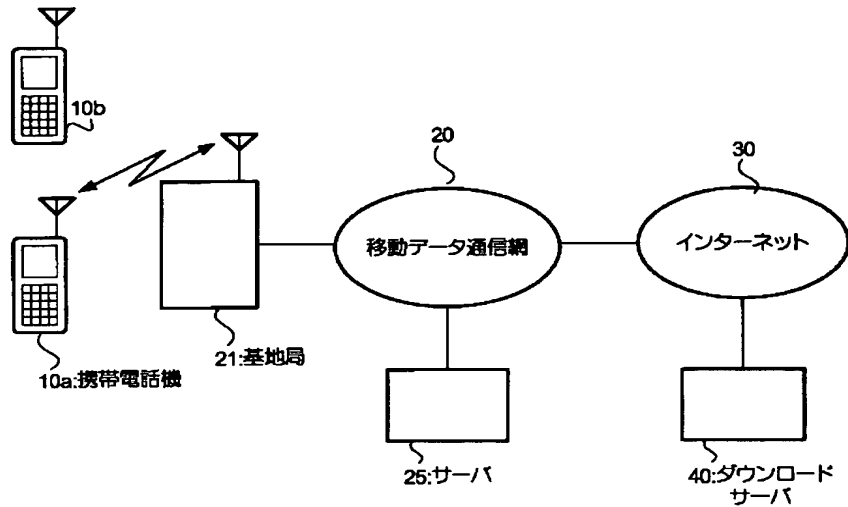 10b
20
30
移動データ通信網
インターネット
21:基地局
10a:携帯電話機
25:サーバ
40:ダウンロード
サーバ